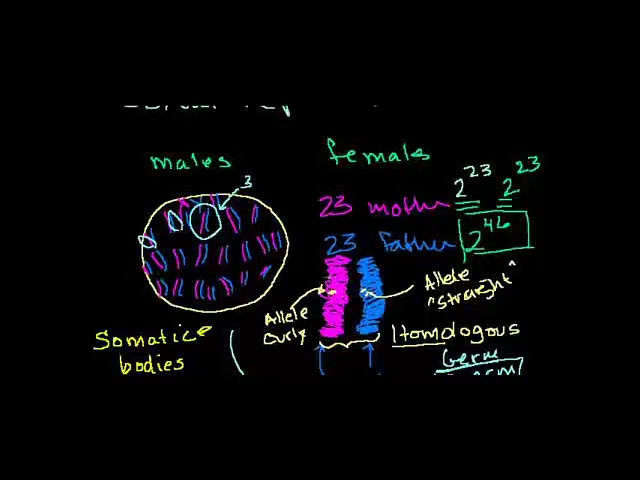 males females
3
2^23 2^23
23 mother
23 father 2^46
Allele
curly
Allele
"straight"
Homologous
Somatic
bodies
Germ